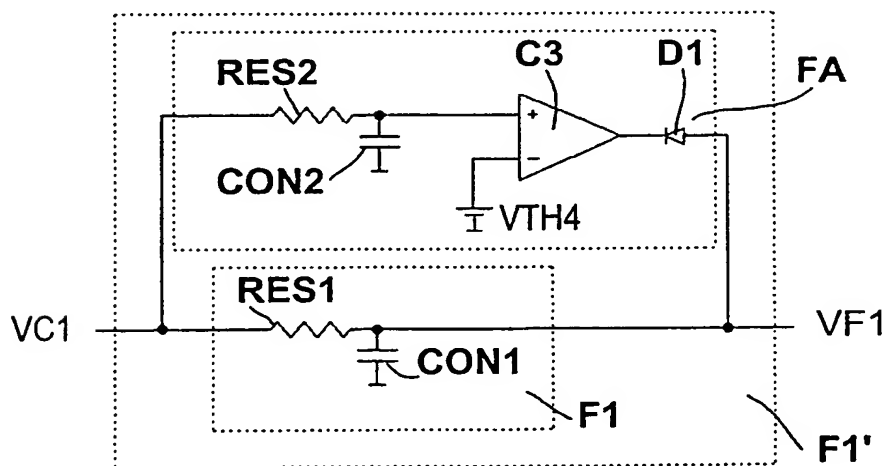 C3
D1
FA
RES2
+
−
CON2
VTH4
RES1
VC1
VF1
CON1
F1
F1'